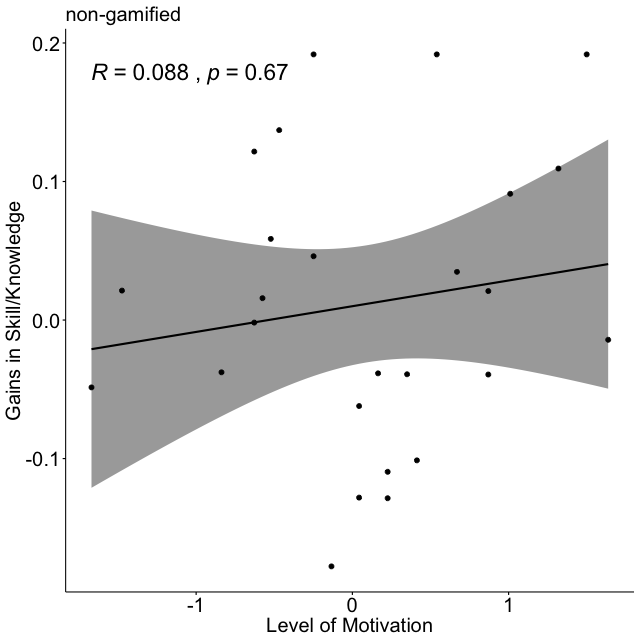 non-gamified
R = 0.088 , p = 0.67
Gains in Skill/Knowledge
0.2
0.1
0.0
-0.1
-1 0 1
Level of Motivation